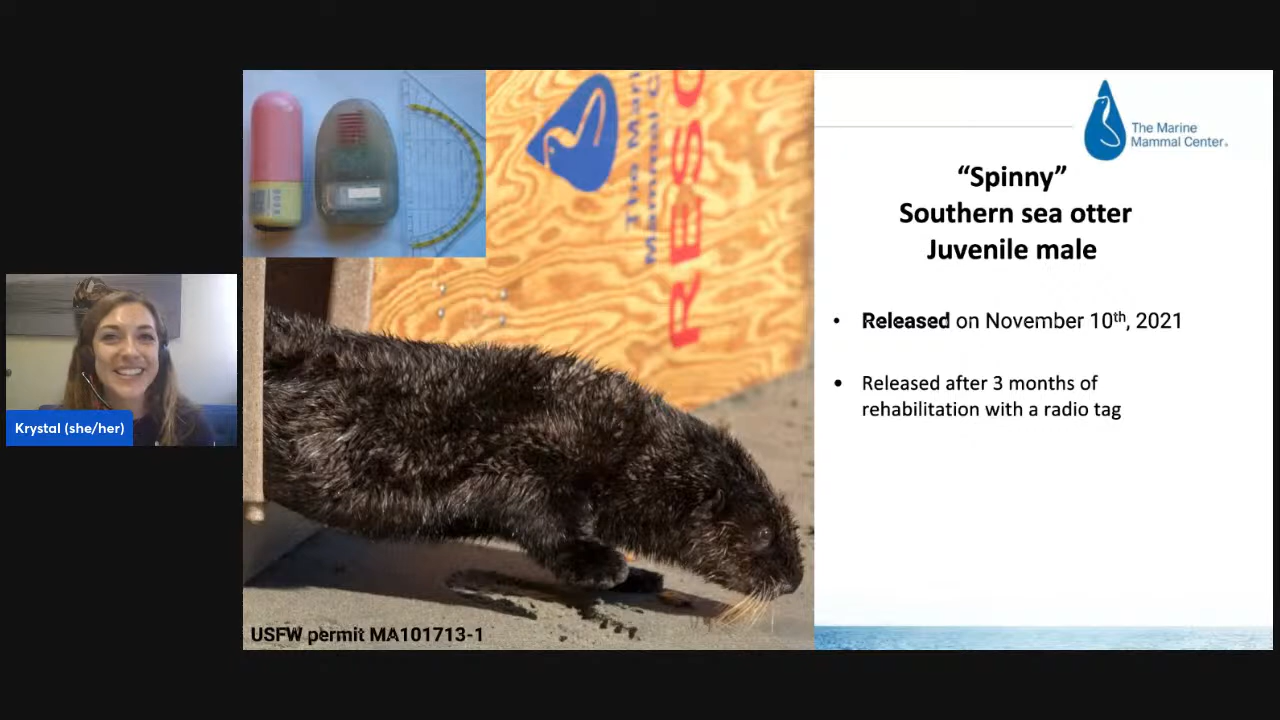 The Marine
Mammal Center®
“Spinny”
Southern sea otter
Juvenile male
• Released on November 10th, 2021
• Released after 3 months of
rehabilitation with a radio tag
Krystal (she/her)
USFW permit MA101713-1